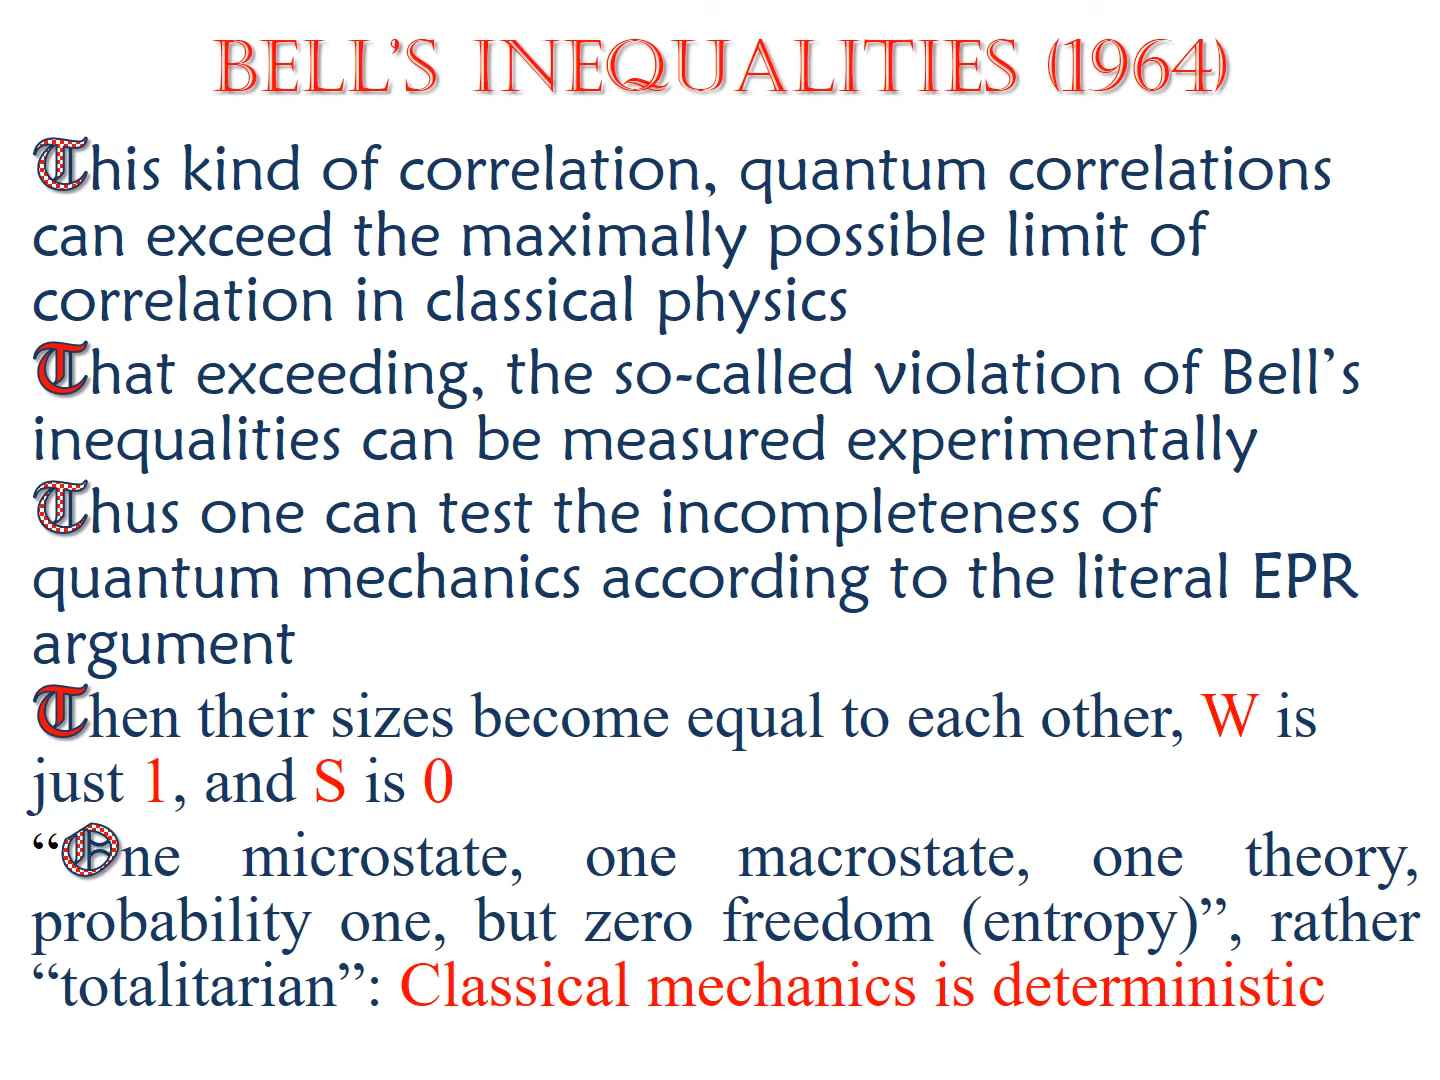 BELL’S INEQUALITIES (1964)
This kind of correlation, quantum correlations
can exceed the maximally possible limit of
correlation in classical physics
That exceeding, the so-called violation of Bell’s
inequalities can be measured experimentally
Thus one can test the incompleteness of
quantum mechanics according to the literal EPR
argument
Then their sizes become equal to each other, W is
just 1, and S is 0
“One microstate, one macrostate, one theory,
probability one, but zero freedom (entropy)”, rather
“totalitarian”: Classical mechanics is deterministic